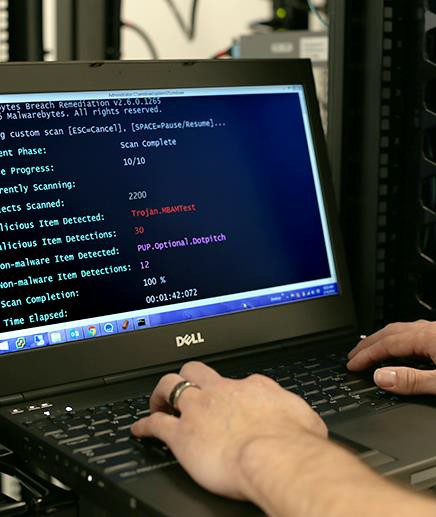 Administrator: C:\windows\system32\cmd.exe
ytes Breach Remediation v2.6.0.1265
Malwarebytes. All rights reserved.
g custom scan [ESC=Cancel], [SPACE=Pause/Resume]...
ent Phase: Scan Complete
e Progress: 10/10
rently Scanning:
jects Scanned: 2200
licious Item Detected: Trojan.MBAMTest
alicious Item Detections: 30
on-malware Item Detected: PUP.Optional.Dotpitch
Non-malware Item Detections: 12
Scan Completion: 100 %
Time Elapsed: 00:01:42:072
DELL